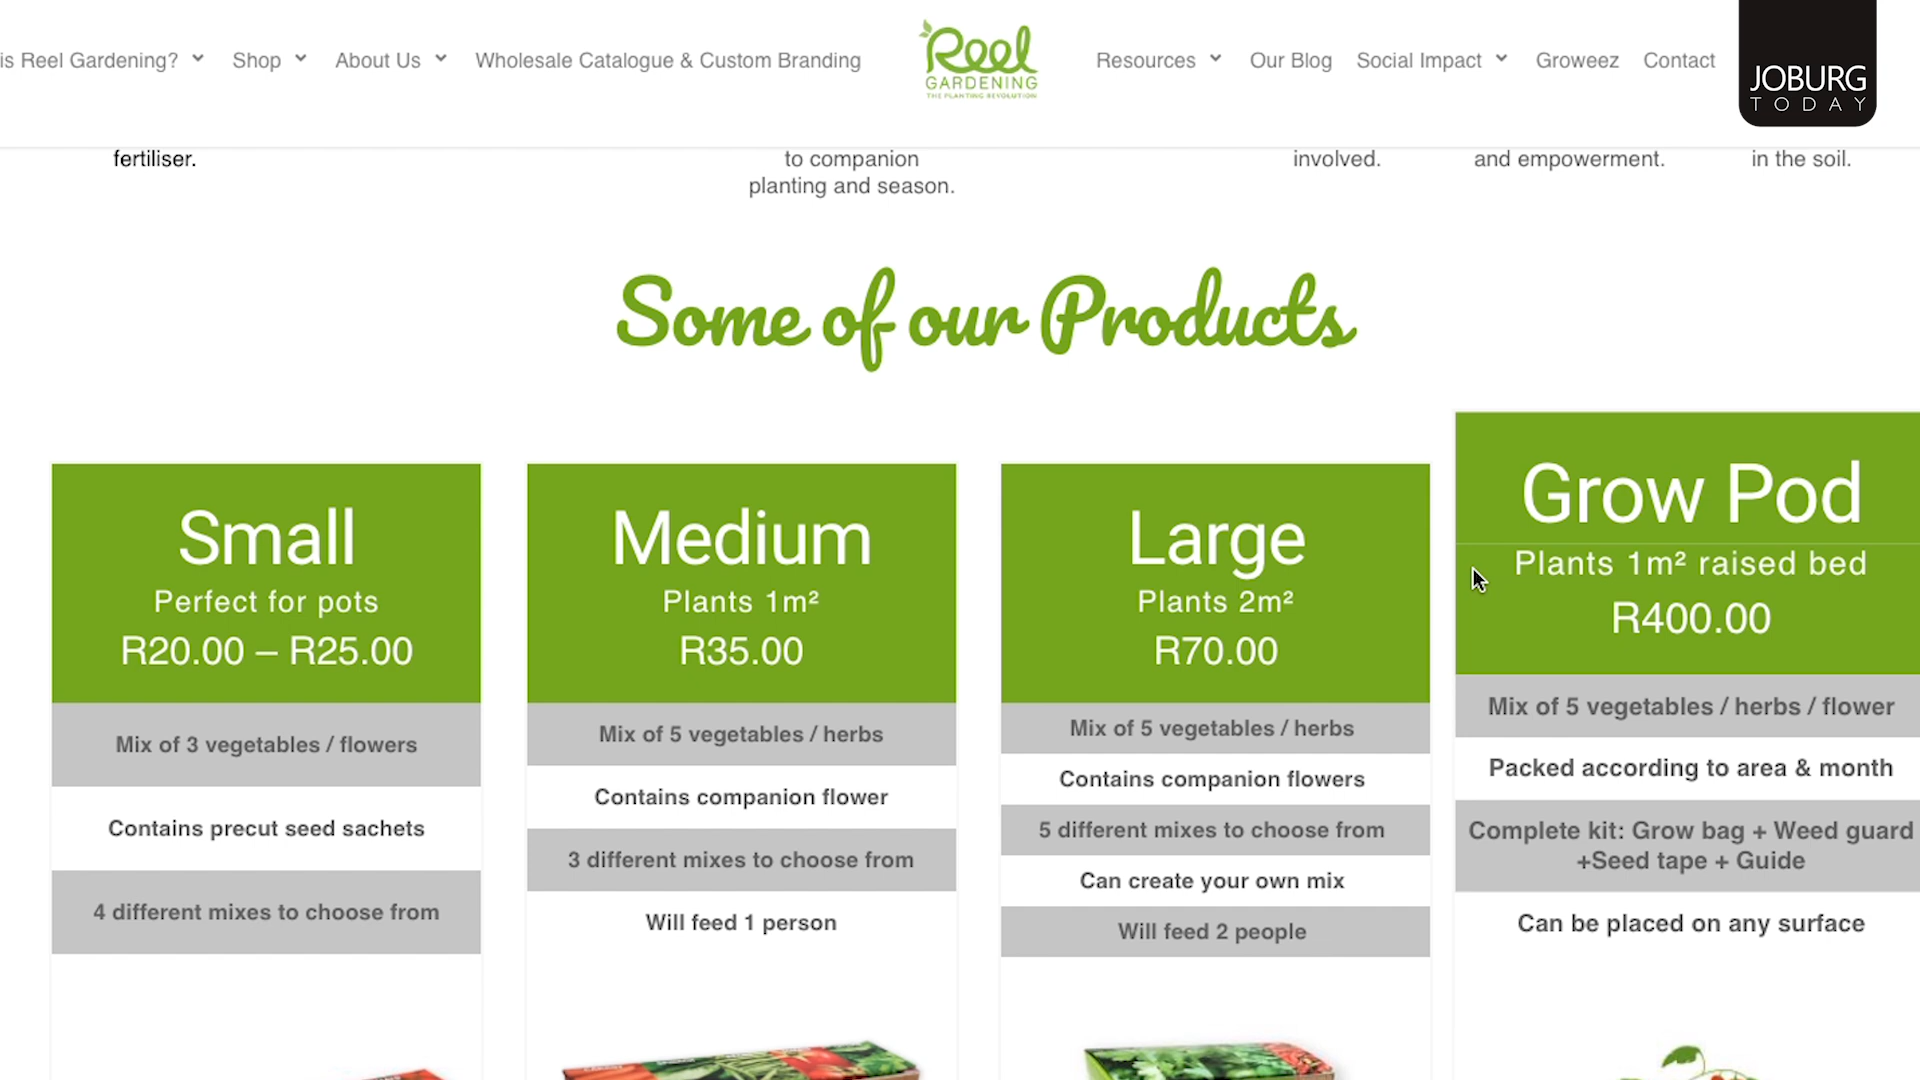 is Reel Gardening?
Shop
About Us
Wholesale Catalogue & Custom Branding
Reel
GARDENING
THE PLANTING REVOLUTION
Resources
Our Blog
Social Impact
Groweez
Contact
JOBURG
TODAY
fertiliser.
to companion
planting and season.
involved.
and empowerment.
in the soil.
Some of our Products
Small
Perfect for pots
R20.00 – R25.00
Mix of 3 vegetables / flowers
Contains precut seed sachets
4 different mixes to choose from
Medium
Plants 1m²
R35.00
Mix of 5 vegetables / herbs
Contains companion flower
3 different mixes to choose from
Will feed 1 person
Large
Plants 2m²
R70.00
Mix of 5 vegetables / herbs
Contains companion flowers
5 different mixes to choose from
Can create your own mix
Will feed 2 people
Grow Pod
Plants 1m² raised bed
R400.00
Mix of 5 vegetables / herbs / flower
Packed according to area & month
Complete kit: Grow bag + Weed guard
+Seed tape + Guide
Can be placed on any surface